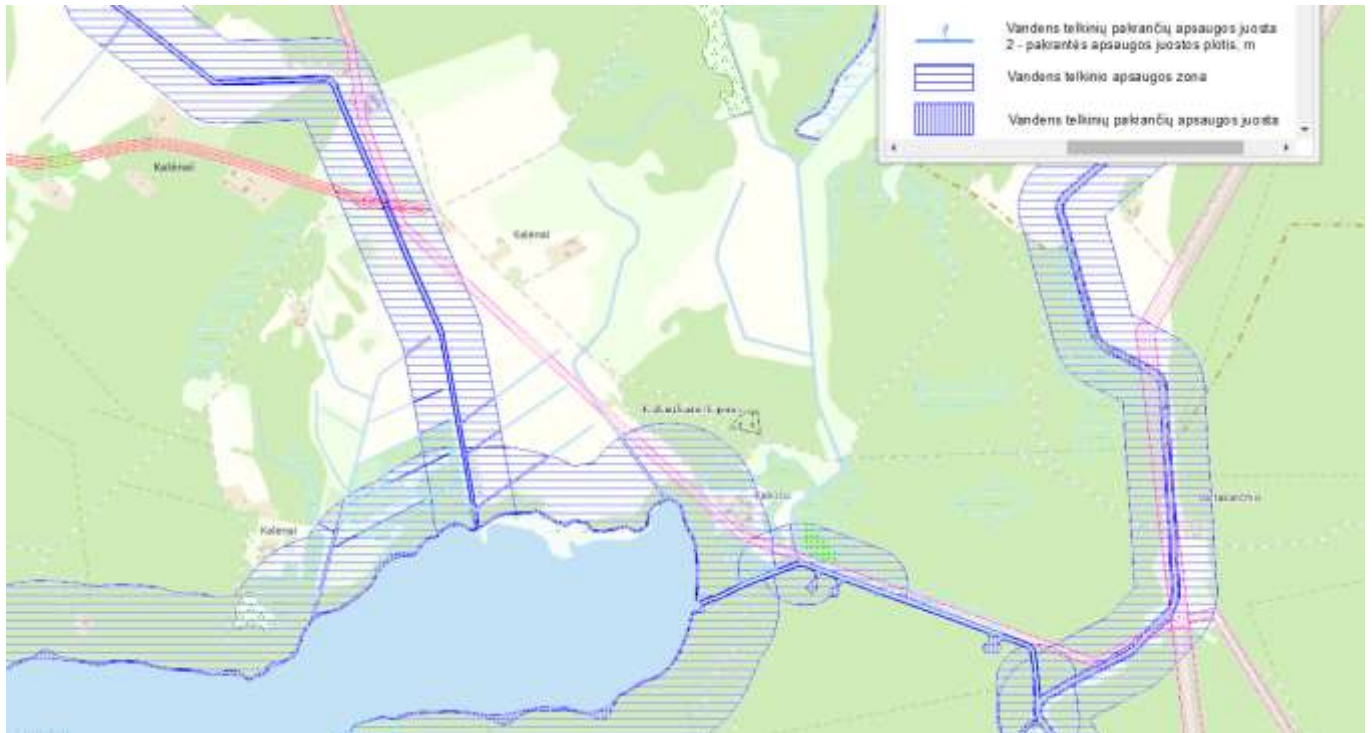 Vandens telkinių pakrančių apsaugos juosta
2 - pakrantės apsaugos juostos plotis, m
Vandens telkinio apsaugos zona
Vandens telkinių pakrančių apsaugos juosta
Kalėnai
Kalėnai
Kalėnai